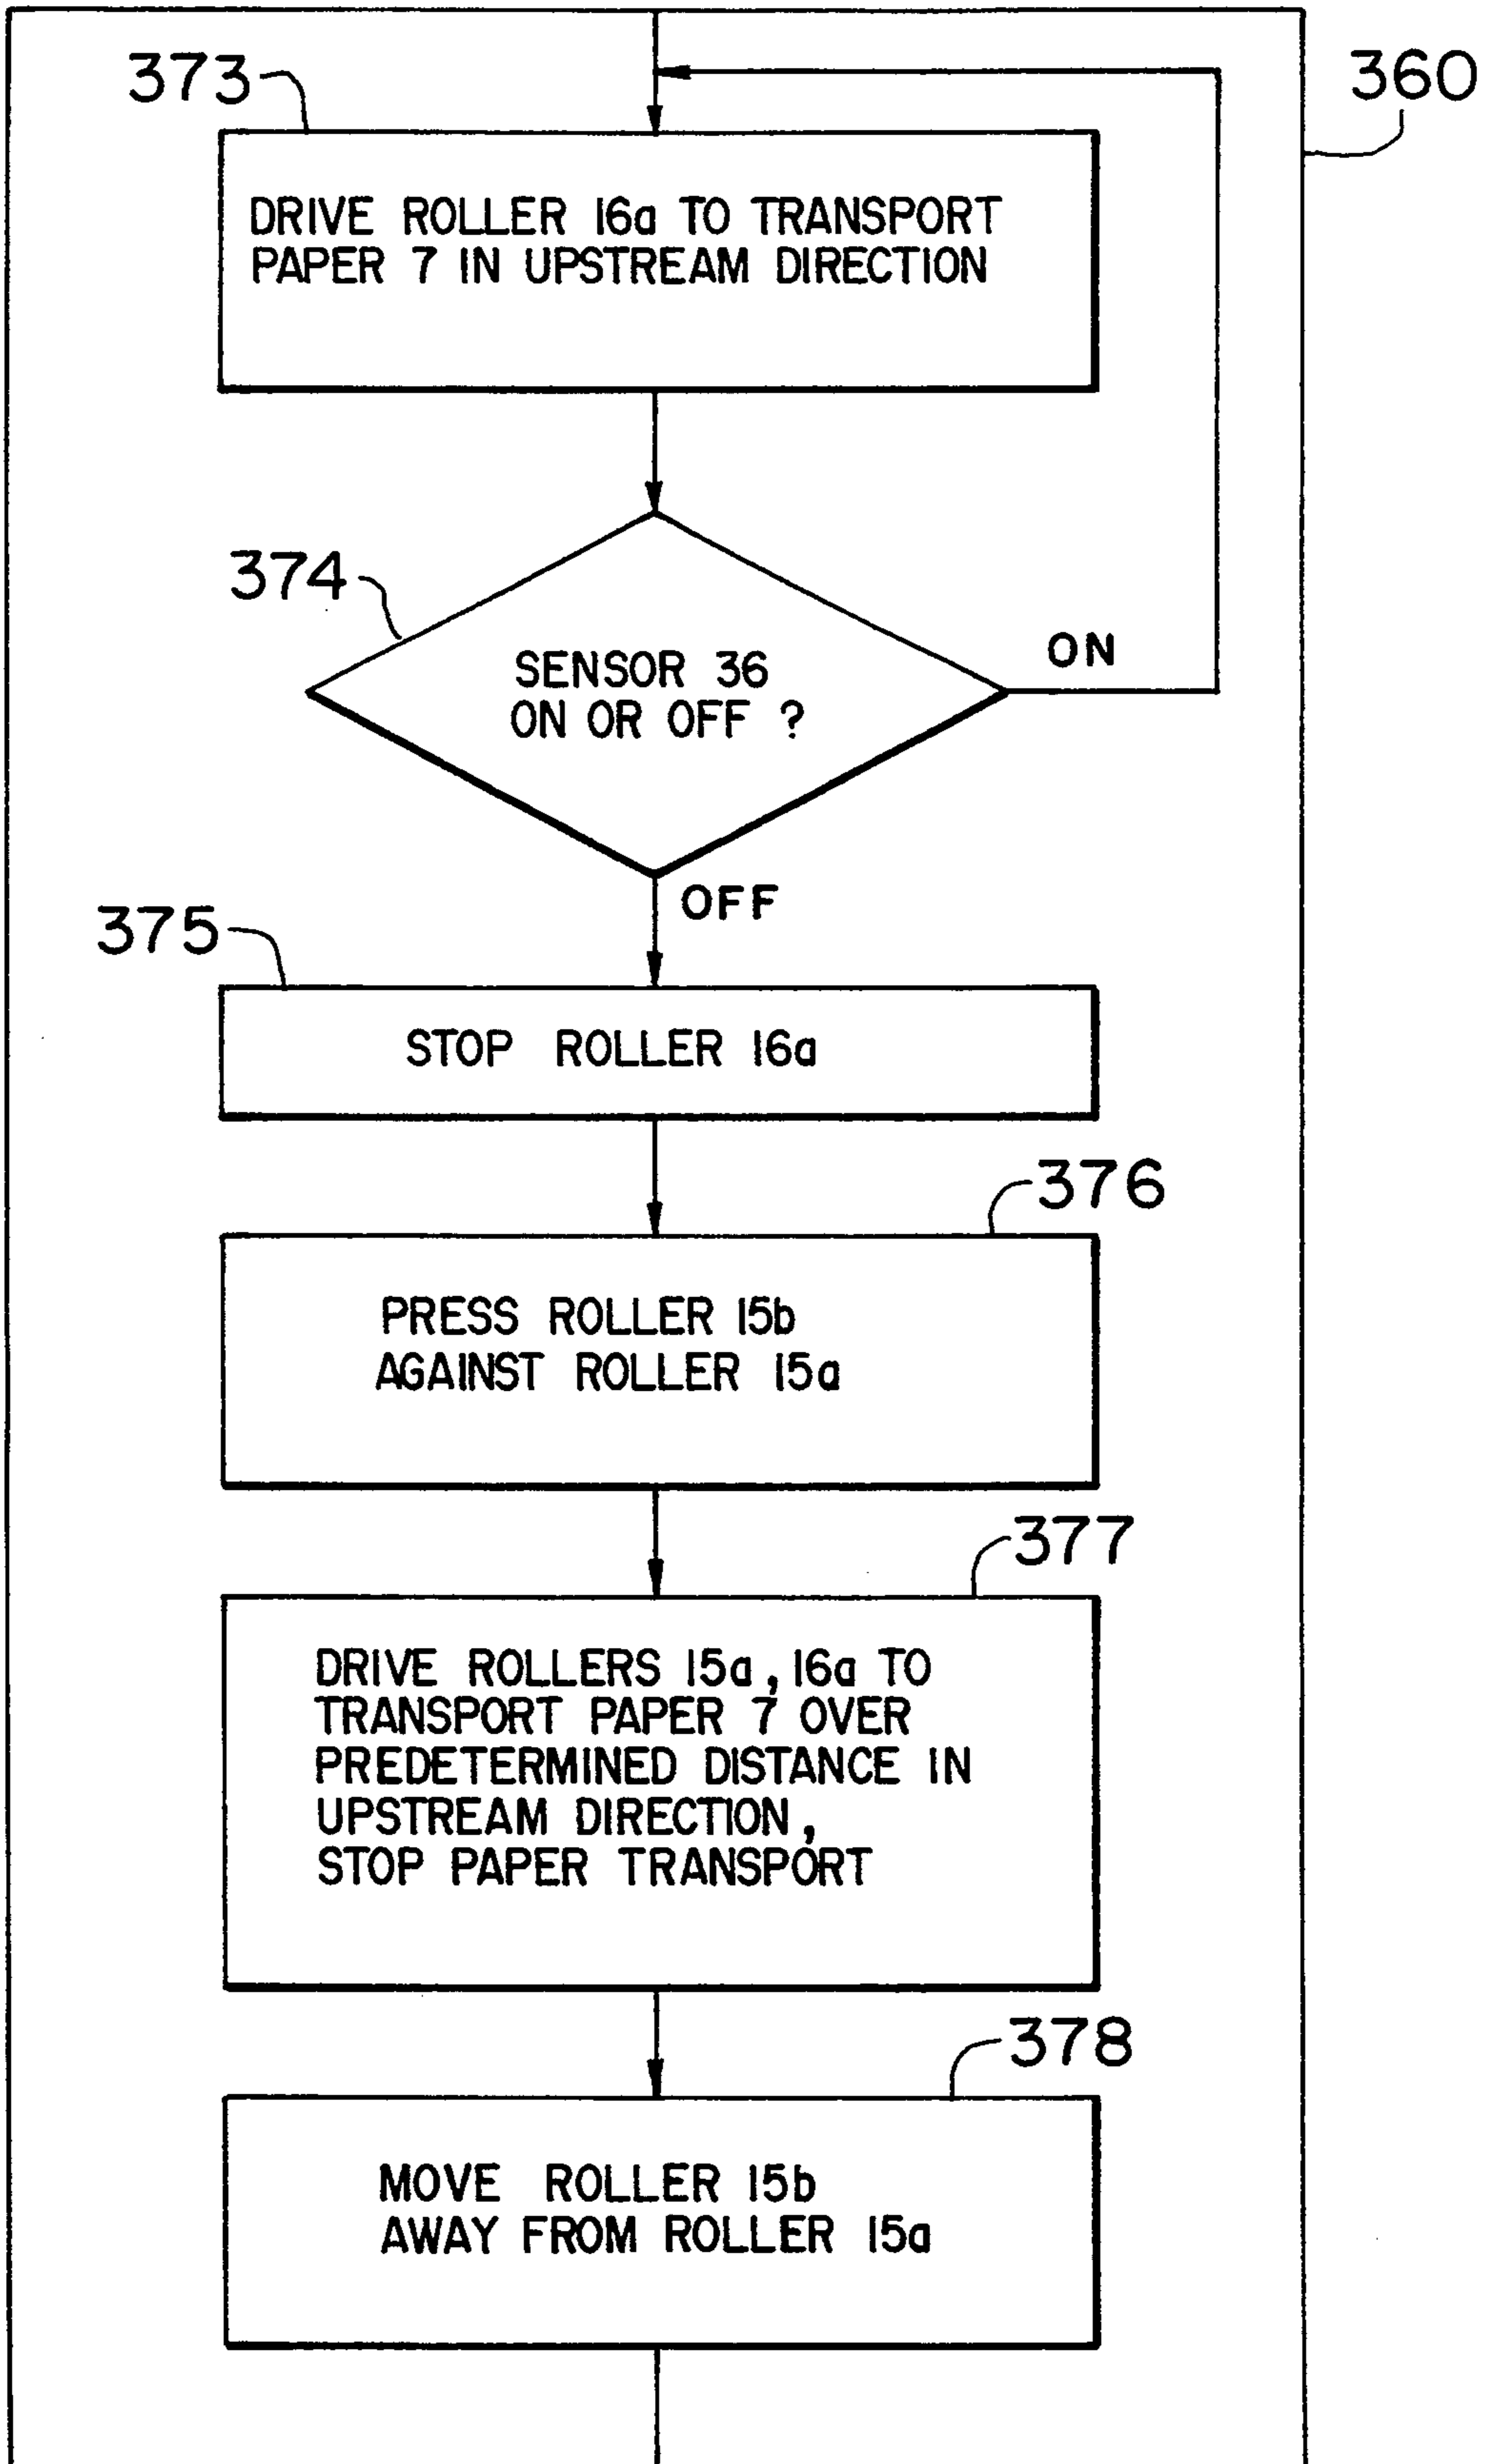 360
373
DRIVE ROLLER 16a TO TRANSPORT
PAPER 7 IN UPSTREAM DIRECTION
374
SENSOR 36
ON OR OFF ?
ON
OFF
375
STOP ROLLER 16a
376
PRESS ROLLER 15b
AGAINST ROLLER 15a
377
DRIVE ROLLERS 15a, 16a TO
TRANSPORT PAPER 7 OVER
PREDETERMINED DISTANCE IN
UPSTREAM DIRECTION,
STOP PAPER TRANSPORT
378
MOVE ROLLER 15b
AWAY FROM ROLLER 15a